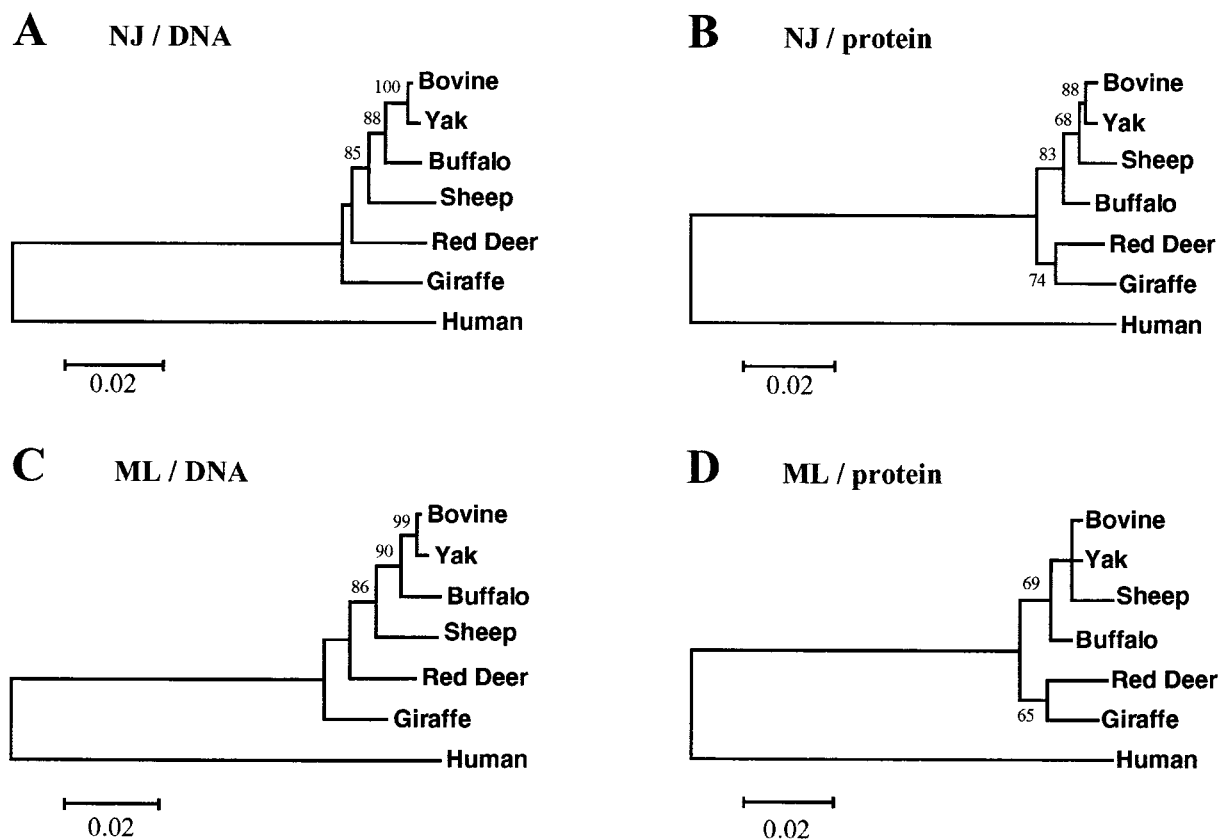 A NJ / DNA
100
Bovine
Yak
88
Buffalo
85
Sheep
Red Deer
Giraffe
Human
0.02
B NJ / protein
88
Bovine
Yak
68
Sheep
83
Buffalo
Red Deer
74
Giraffe
Human
0.02
C ML / DNA
99
Bovine
Yak
90
Buffalo
86
Sheep
Red Deer
Giraffe
Human
0.02
D ML / protein
Bovine
Yak
69
Sheep
Buffalo
Red Deer
65
Giraffe
Human
0.02